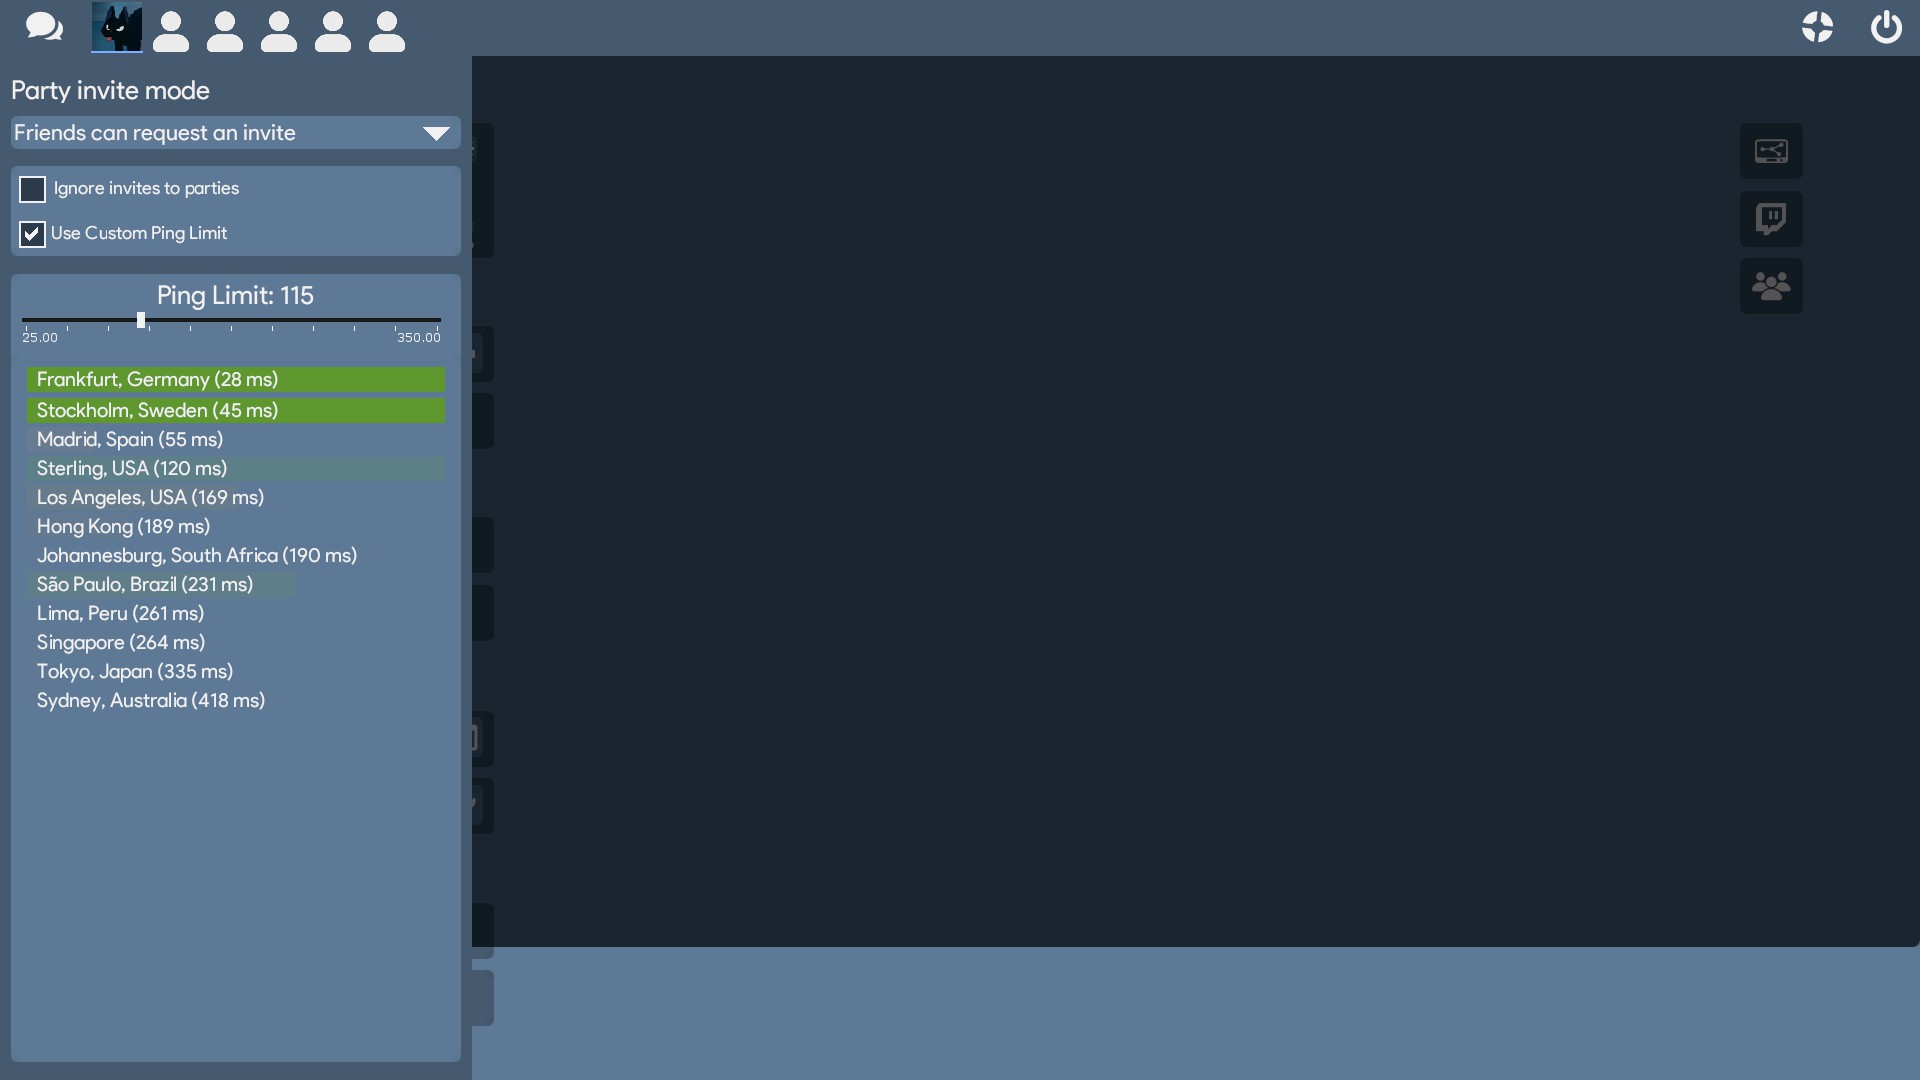 Party invite mode
Friends can request an invite
Ignore invites to parties
Use Custom Ping Limit
Ping Limit: 115
25.00 350.00
Frankfurt, Germany (28 ms)
Stockholm, Sweden (45 ms)
Madrid, Spain (55 ms)
Sterling, USA (120 ms)
Los Angeles, USA (169 ms)
Hong Kong (189 ms)
Johannesburg, South Africa (190 ms)
São Paulo, Brazil (231 ms)
Lima, Peru (261 ms)
Singapore (264 ms)
Tokyo, Japan (335 ms)
Sydney, Australia (418 ms)